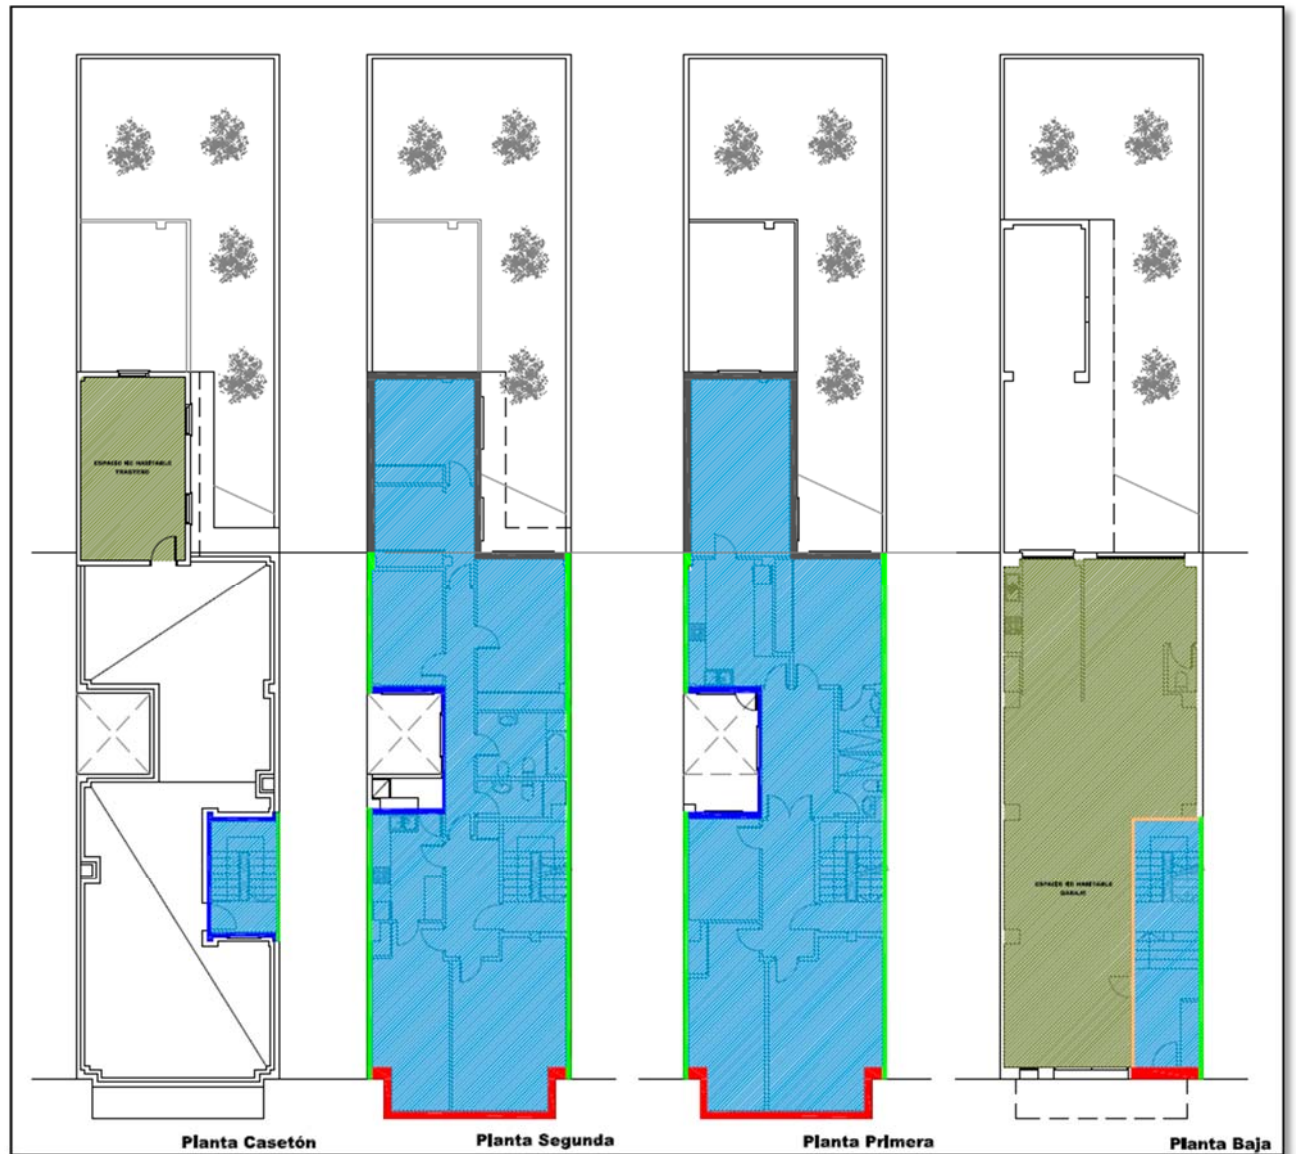 ESPACIO NO HABITABLE
TRASTERO
ESPACIO NO HABITABLE
GARAJE
Planta Casetón
Planta Segunda
Planta Primera
Planta Baja